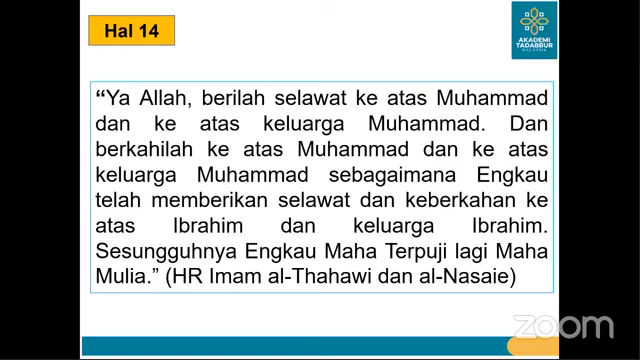 Hal 14
AKADEMI
TADABBUR
MALAYSIA
“Ya Allah, berilah selawat ke atas Muhammad
dan ke atas keluarga Muhammad. Dan
berkahilah ke atas Muhammad dan ke atas
keluarga Muhammad sebagaimana Engkau
telah memberikan selawat dan keberkahan ke
atas Ibrahim dan keluarga Ibrahim.
Sesungguhnya Engkau Maha Terpuji lagi Maha
Mulia.” (HR Imam al-Thahawi dan al-Nasaie)
zoom